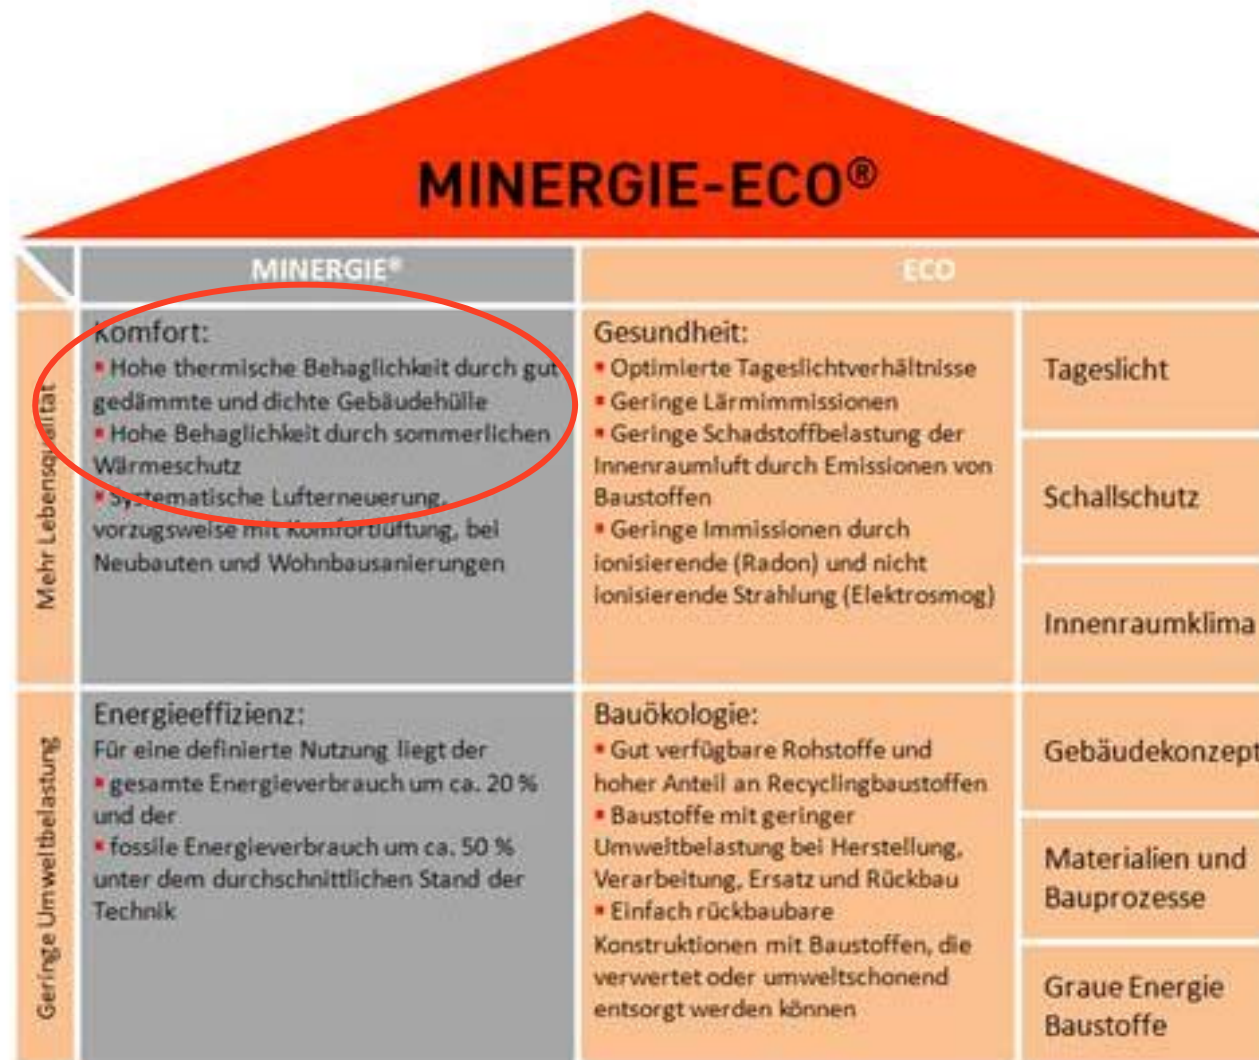 MINERGIE-ECO®
MINERGIE®
ECO
Mehr Lebensqualität
Komfort:
▪ Hohe thermische Behaglichkeit durch gut
gedämmte und dichte Gebäudehülle
▪ Hohe Behaglichkeit durch sommerlichen
Wärmeschutz
▪ Systematische Lufterneuerung,
vorzugsweise mit Komfortlüftung, bei
Neubauten und Wohnbausanierungen
Gesundheit:
▪ Optimierte Tageslichtverhältnisse
▪ Geringe Lärmimmissionen
▪ Geringe Schadstoffbelastung der
Innenraumluft durch Emissionen von
Baustoffen
▪ Geringe Immissionen durch
ionisierende (Radon) und nicht
ionisierende Strahlung (Elektrosmog)
Tageslicht
Schallschutz
Innenraumklima
Geringe Umweltbelastung
Energieeffizienz:
Für eine definierte Nutzung liegt der
▪ gesamte Energieverbrauch um ca. 20 %
und der
▪ fossile Energieverbrauch um ca. 50 %
unter dem durchschnittlichen Stand der
Technik
Bauökologie:
▪ Gut verfügbare Rohstoffe und
hoher Anteil an Recyclingbaustoffen
▪ Baustoffe mit geringer
Umweltbelastung bei Herstellung,
Verarbeitung, Ersatz und Rückbau
▪ Einfach rückbaubare
Konstruktionen mit Baustoffen, die
verwertet oder umweltschonend
entsorgt werden können
Gebäudekonzept
Materialien und
Bauprozesse
Graue Energie
Baustoffe